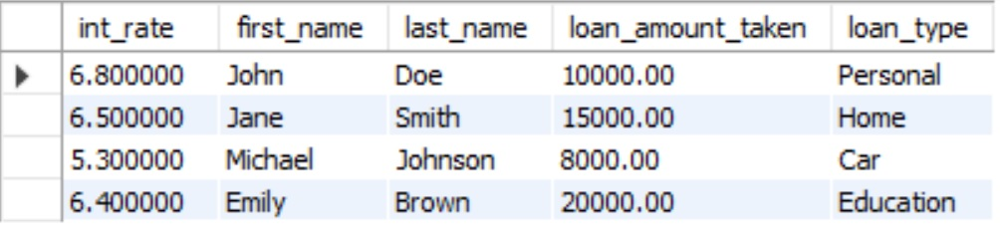 int_rate first_name last_name loan_amount_taken loan_type
6.800000 John Doe 10000.00 Personal
6.500000 Jane Smith 15000.00 Home
5.300000 Michael Johnson 8000.00 Car
6.400000 Emily Brown 20000.00 Education